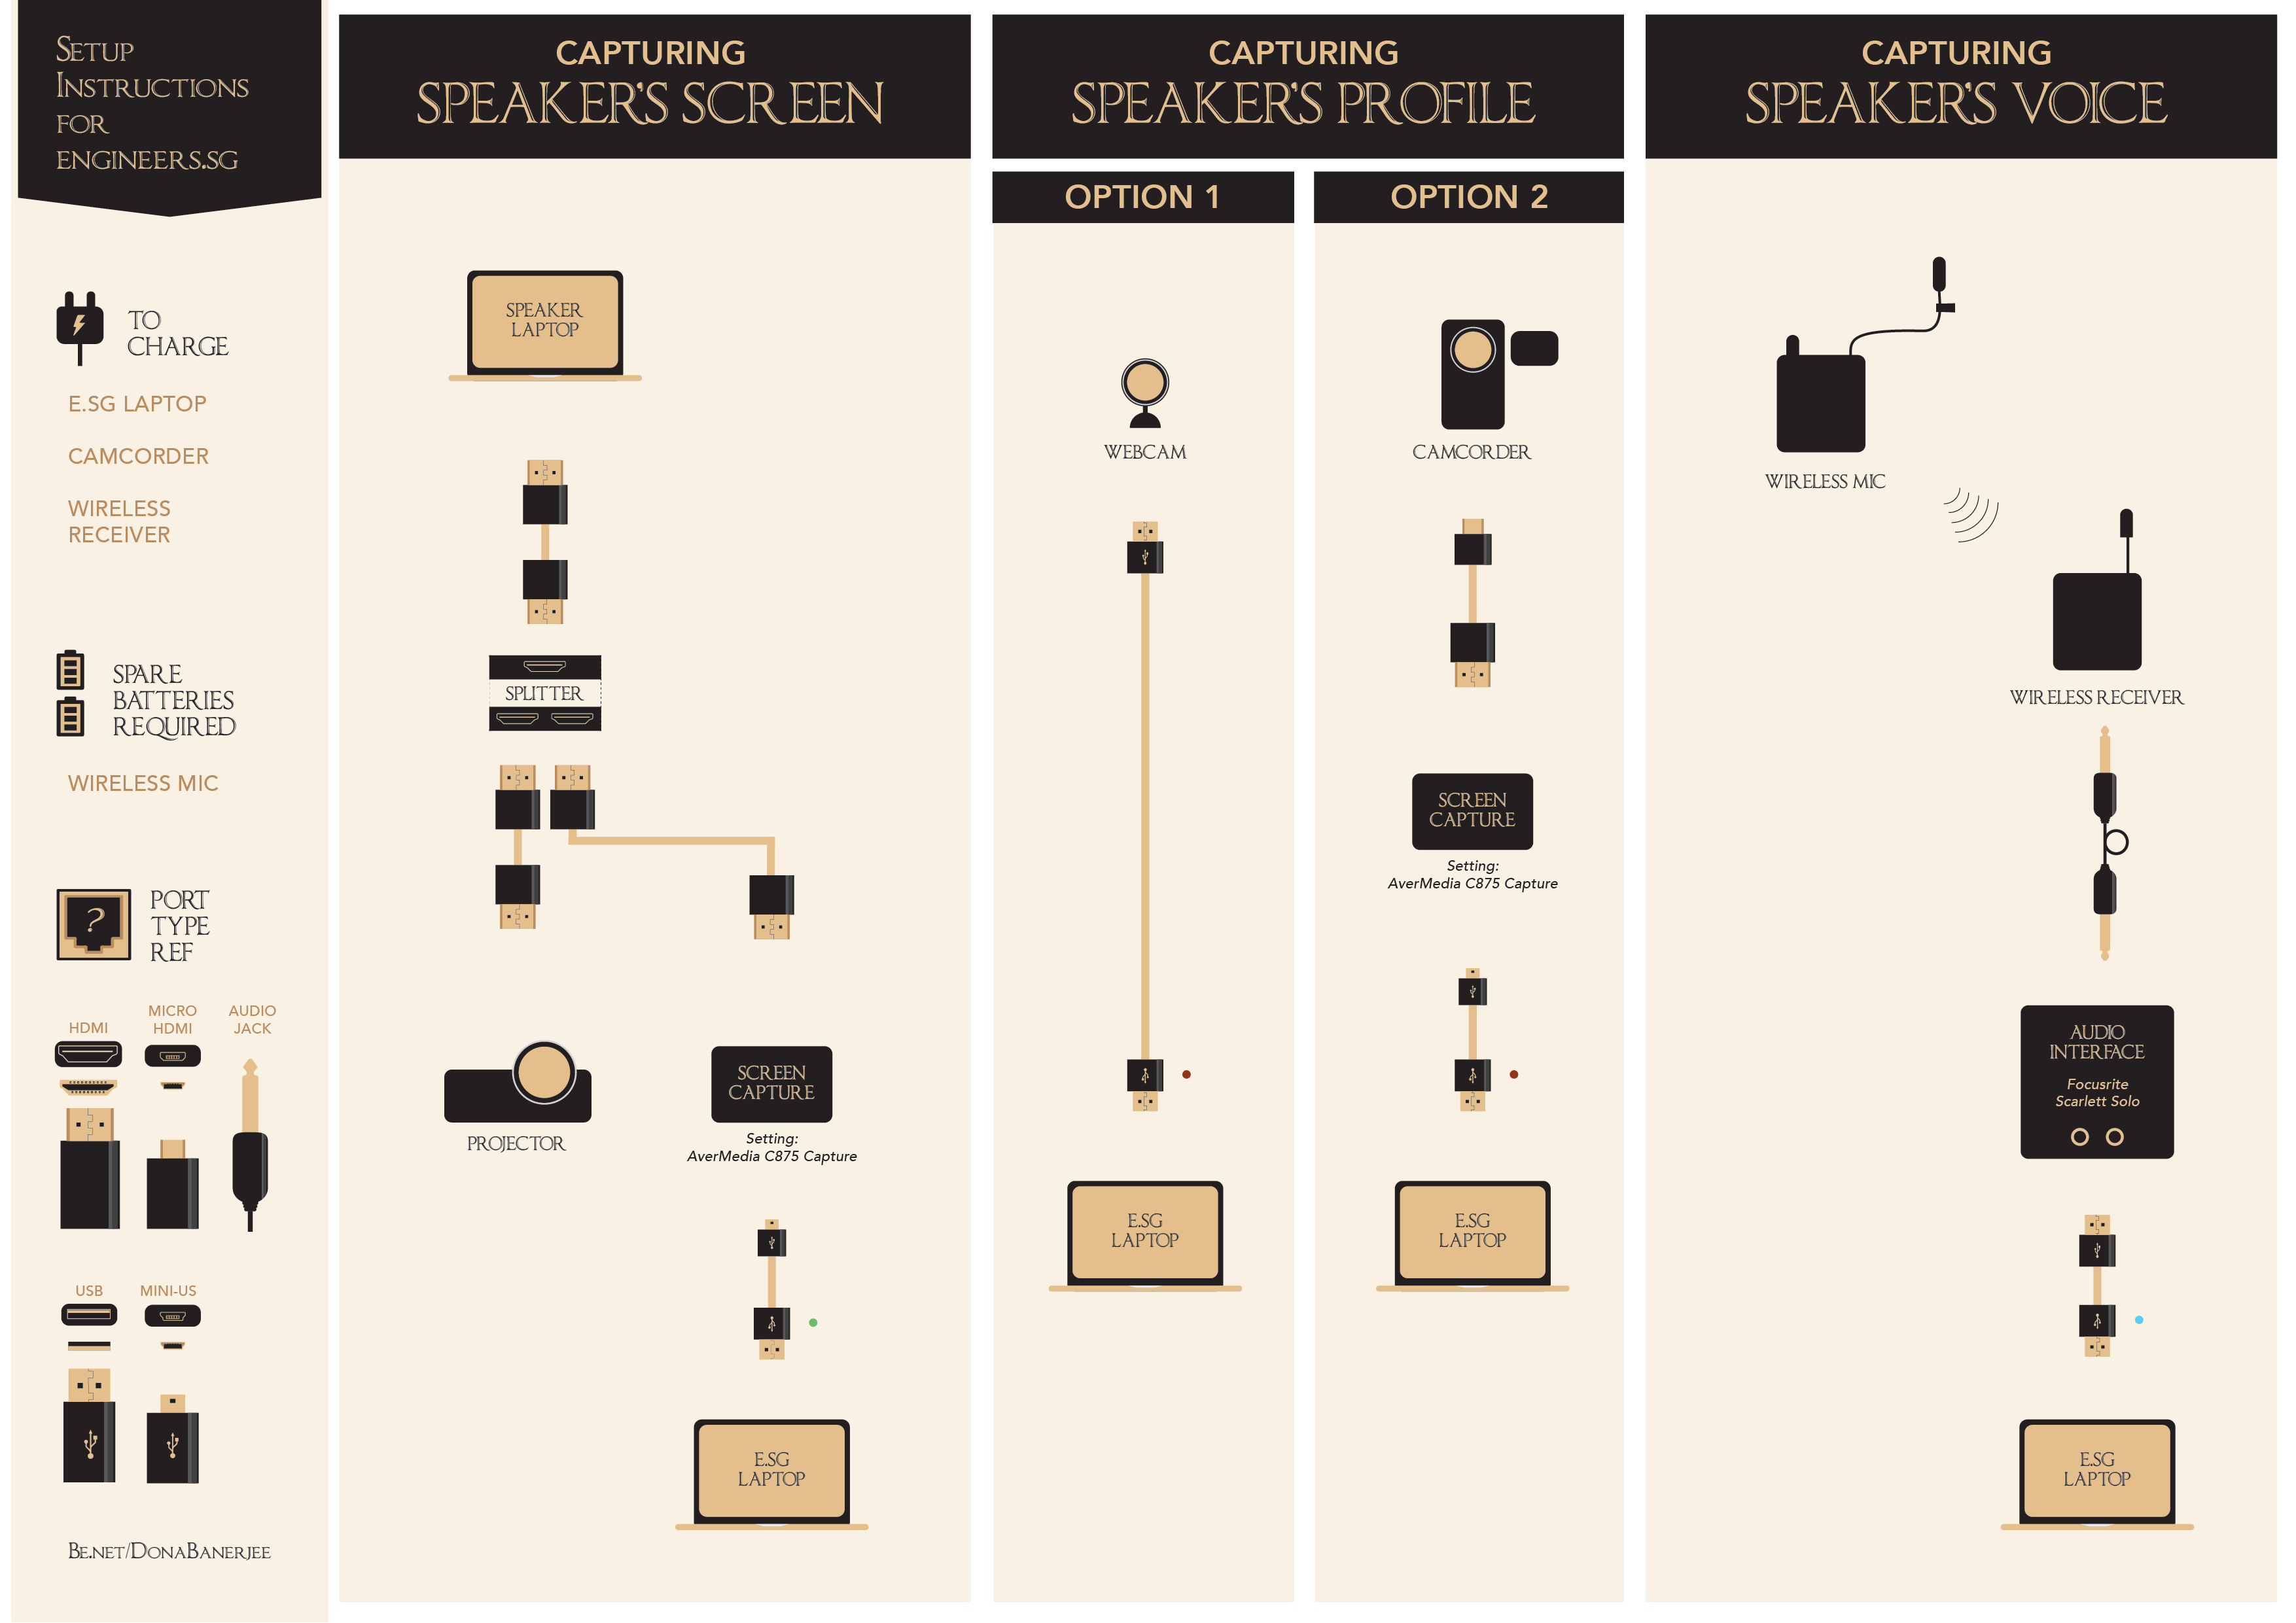 Setup
Instructions
for
engineers.sg
TO
CHARGE
E.SG LAPTOP
CAMCORDER
WIRELESS
RECEIVER
SPARE
BATTERIES
REQUIRED
WIRELESS MIC
?
PORT
TYPE
REF
HDMI
MICRO
HDMI
AUDIO
JACK
USB
MINI-US
Be.net/DonaBanerjee
CAPTURING
SPEAKER'S SCREEN
SPEAKER
LAPTOP
SPLITTER
PROJECTOR
SCREEN
CAPTURE
Setting:
AverMedia C875 Capture
E.SG
LAPTOP
CAPTURING
SPEAKER'S PROFILE
OPTION 1
WEBCAM
E.SG
LAPTOP
OPTION 2
CAMCORDER
SCREEN
CAPTURE
Setting:
AverMedia C875 Capture
E.SG
LAPTOP
CAPTURING
SPEAKER'S VOICE
WIRELESS MIC
WIRELESS RECEIVER
AUDIO
INTERFACE
Focusrite
Scarlett Solo
E.SG
LAPTOP